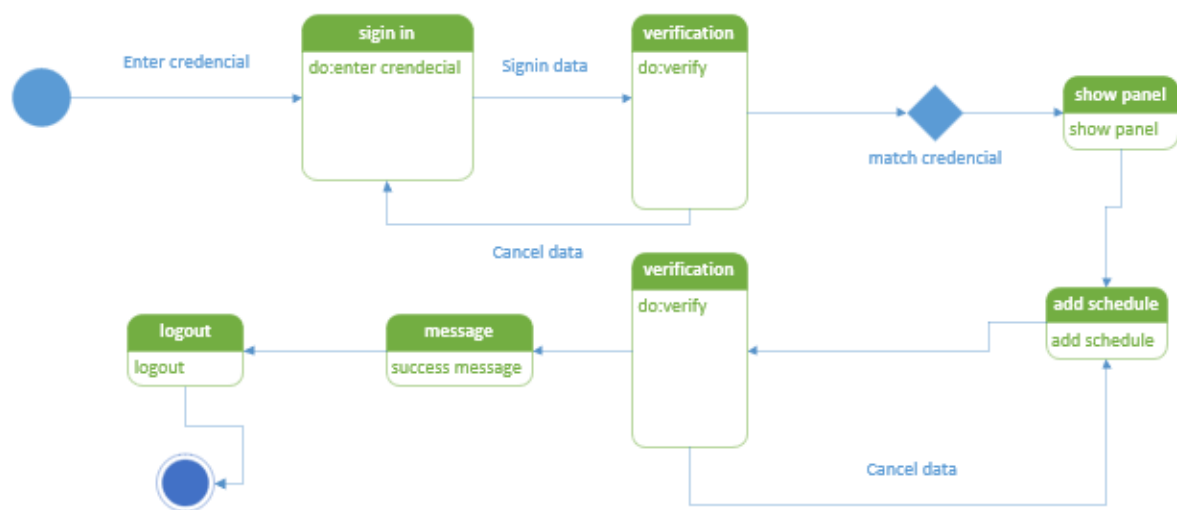 sigin in
do:enter crendecial
Enter credencial
Signin data
verification
do:verify
show panel
show panel
match credencial
Cancel data
verification
do:verify
add schedule
add schedule
message
success message
logout
logout
Cancel data